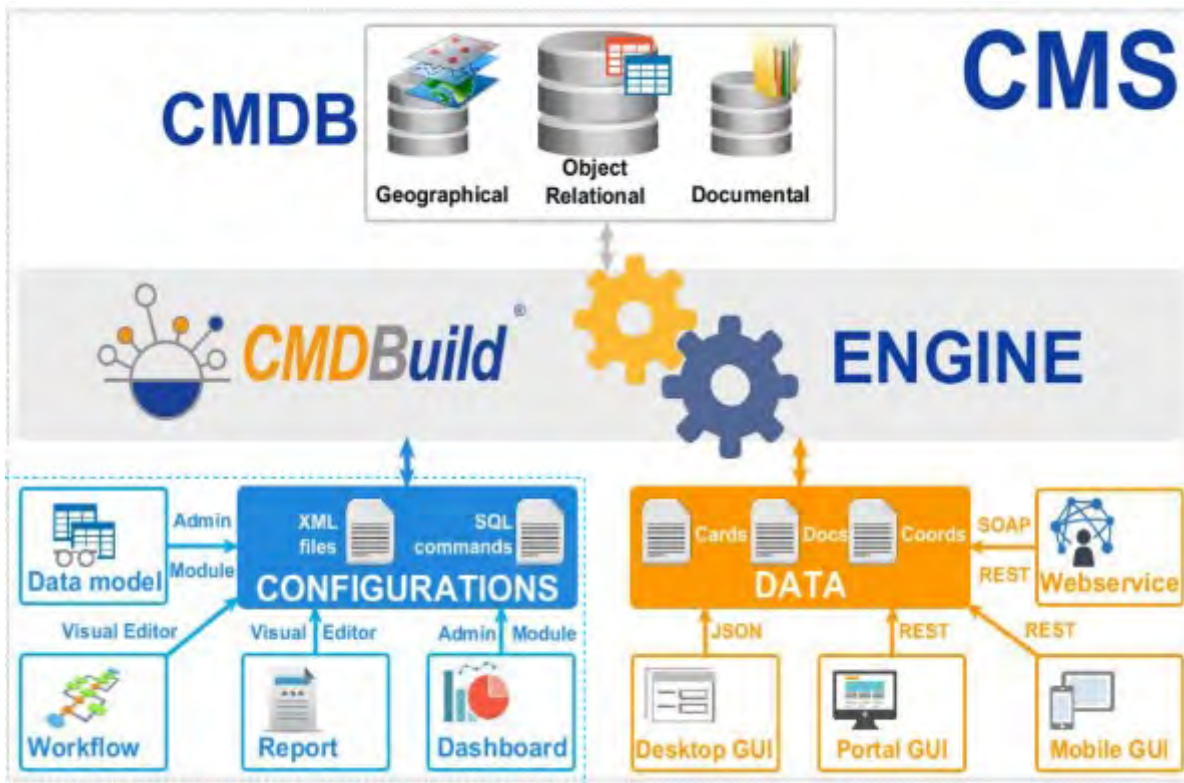 CMS
CMDB
Geographical
Object
Relational
Documental
CMDBuild ®
ENGINE
Data model
Admin
Module
XML
files
SQL
commands
CONFIGURATIONS
Visual Editor
Visual Editor
Admin Module
Workflow
Report
Dashboard
Cards
Docs
Coords
DATA
SOAP
REST
Webservice
JSON
REST
REST
Desktop GUI
Portal GUI
Mobile GUI